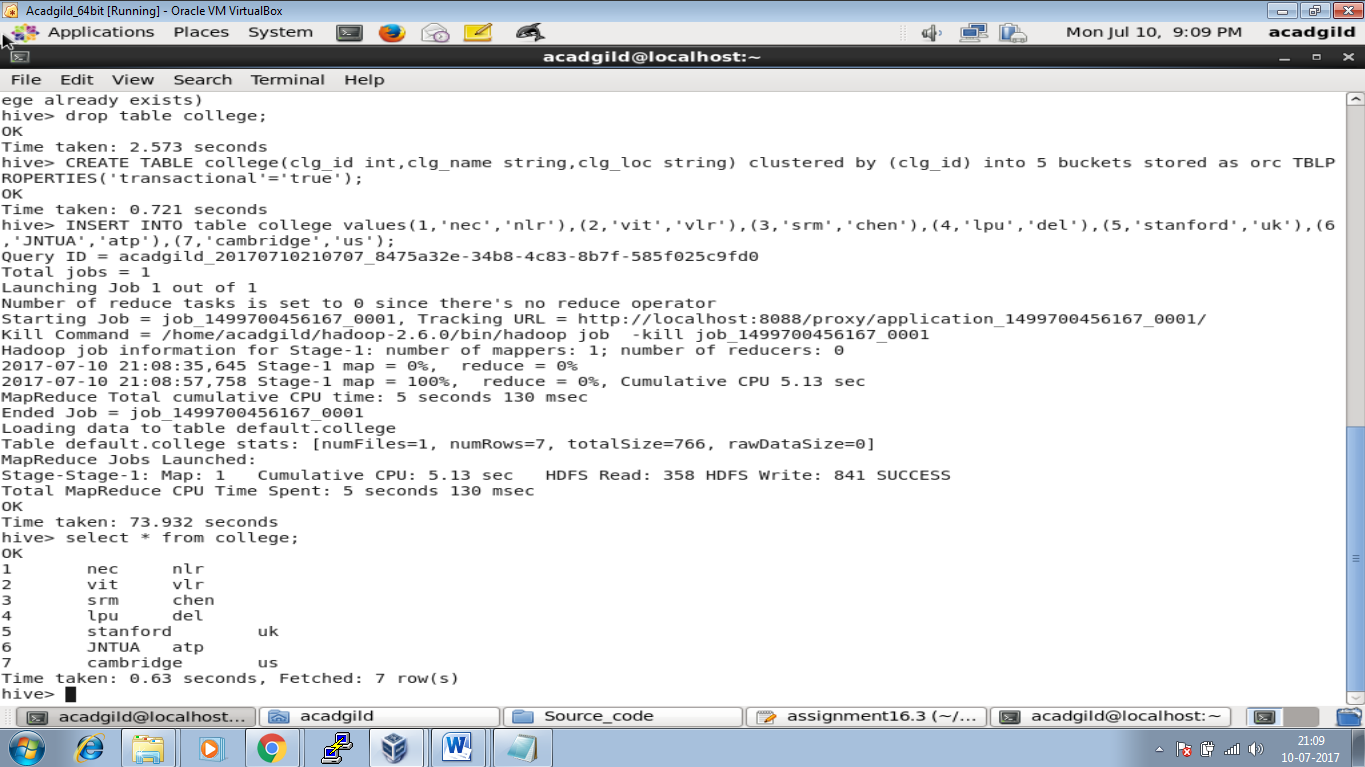 Acadgild_64bit [Running] - Oracle VM VirtualBox
Applications Places System Mon Jul 10, 9:09 PM acadgild
acadgild@localhost:~
File Edit View Search Terminal Help
ege already exists)
hive> drop table college;
OK
Time taken: 2.573 seconds
hive> CREATE TABLE college(clg_id int,clg_name string,clg_loc string) clustered by (clg_id) into 5 buckets stored as orc TBLP
ROPERTIES('transactional'='true');
OK
Time taken: 0.721 seconds
hive> INSERT INTO table college values(1,'nec','nlr'),(2,'vit','vlr'),(3,'srm','chen'),(4,'lpu','del'),(5,'stanford','uk'),(6
,'JNTUA','atp'),(7,'cambridge','us');
Query ID = acadgild_20170710210707_8475a32e-34b8-4c83-8b7f-585f025c9fd0
Total jobs = 1
Launching Job 1 out of 1
Number of reduce tasks is set to 0 since there's no reduce operator
Starting Job = job_1499700456167_0001, Tracking URL = http://localhost:8088/proxy/application_1499700456167_0001/
Kill Command = /home/acadgild/hadoop-2.6.0/bin/hadoop job  -kill job_1499700456167_0001
Hadoop job information for Stage-1: number of mappers: 1; number of reducers: 0
2017-07-10 21:08:35,645 Stage-1 map = 0%,  reduce = 0%
2017-07-10 21:08:57,758 Stage-1 map = 100%,  reduce = 0%, Cumulative CPU 5.13 sec
MapReduce Total cumulative CPU time: 5 seconds 130 msec
Ended Job = job_1499700456167_0001
Loading data to table default.college
Table default.college stats: [numFiles=1, numRows=7, totalSize=766, rawDataSize=0]
MapReduce Jobs Launched:
Stage-Stage-1: Map: 1   Cumulative CPU: 5.13 sec   HDFS Read: 358 HDFS Write: 841 SUCCESS
Total MapReduce CPU Time Spent: 5 seconds 130 msec
OK
Time taken: 73.932 seconds
hive> select * from college;
OK
1 nec nlr
2 vit vlr
3 srm chen
4 lpu del
5 stanford uk
6 JNTUA atp
7 cambridge us
Time taken: 0.63 seconds, Fetched: 7 row(s)
hive>
acadgild@localhost... acadgild Source_code assignment16.3 (~/... acadgild@localhost:~
21:09
10-07-2017